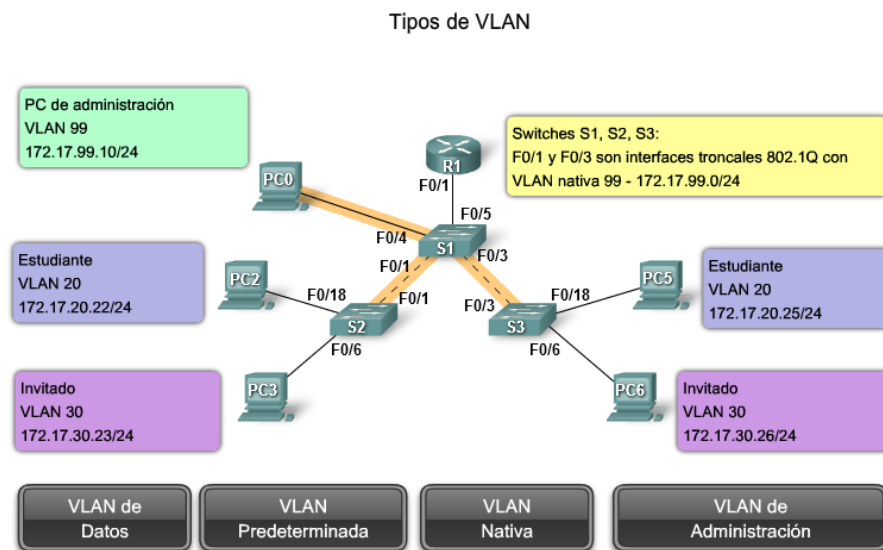 Tipos de VLAN
PC de administración
VLAN 99
172.17.99.10/24
Switches S1, S2, S3:
F0/1 y F0/3 son interfaces troncales 802.1Q con
VLAN nativa 99 - 172.17.99.0/24
R1
F0/1
PC0
F0/5
F0/4
S1
F0/1
F0/3
Estudiante
VLAN 20
172.17.20.22/24
PC2
F0/18
F0/1
S2
F0/6
F0/3
F0/18
S3
F0/6
PC5
Estudiante
VLAN 20
172.17.20.25/24
Invitado
VLAN 30
172.17.30.23/24
PC3
PC6
Invitado
VLAN 30
172.17.30.26/24
VLAN de
Datos
VLAN
Predeterminada
VLAN
Nativa
VLAN de
Administración